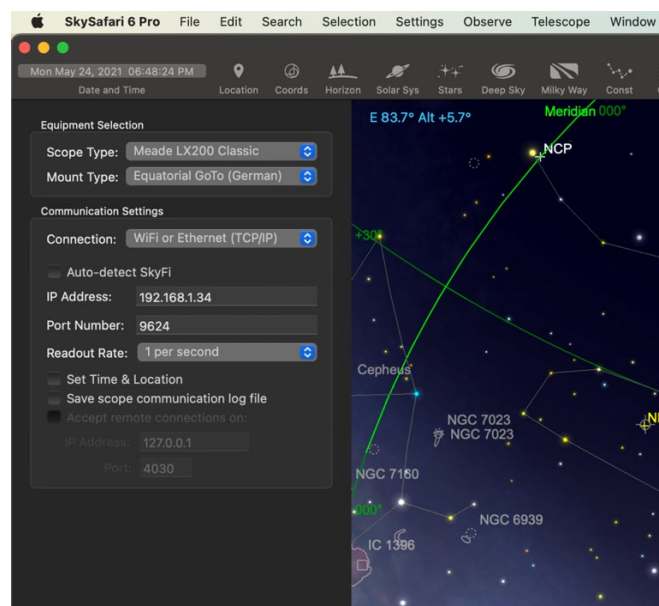 SkySafari 6 Pro File Edit Search Selection Settings Observe Telescope Window
Mon May 24, 2021 06:48:24 PM
Date and Time Location Coords Horizon Solar Sys Stars Deep Sky Milky Way Const
Equipment Selection
Scope Type: Meade LX200 Classic
Mount Type: Equatorial GoTo (German)
Communication Settings
Connection: WiFi or Ethernet (TCP/IP)
Auto-detect SkyFi
IP Address: 192.168.1.34
Port Number: 9624
Readout Rate: 1 per second
Set Time & Location
Save scope communication log file
Accept remote connections on:
IP Address: 127.0.0.1
Port: 4030
E 83.7° Alt +5.7°
Meridian 000°
NCP
+30°
Cepheus
NGC 7023
NGC 7023
NGC 7160
000°
NGC 6939
IC 1396